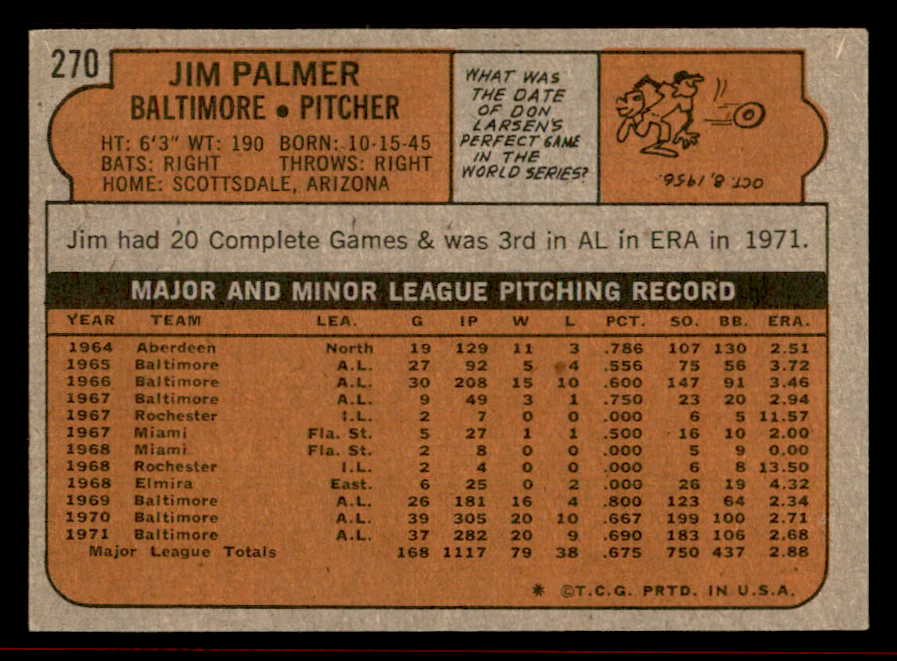 270
JIM PALMER
BALTIMORE • PITCHER
HT: 6'3" WT: 190 BORN: 10-15-45
BATS: RIGHT THROWS: RIGHT
HOME: SCOTTSDALE, ARIZONA
WHAT WAS
THE DATE
OF DON
LARSEN'S
PERFECT GAME
IN THE
WORLD SERIES?
OCT. 8, 1956.
Jim had 20 Complete Games & was 3rd in AL in ERA in 1971.
MAJOR AND MINOR LEAGUE PITCHING RECORD
YEAR TEAM LEA. G IP W L PCT. SO. BB. ERA.
1964 Aberdeen North 19 129 11 3 .786 107 130 2.51
1965 Baltimore A.L. 27 92 5 4 .556 75 56 3.72
1966 Baltimore A.L. 30 208 15 10 .600 147 91 3.46
1967 Baltimore A.L. 9 49 3 1 .750 23 20 2.94
1967 Rochester I.L. 2 7 0 0 .000 6 5 11.57
1967 Miami Fla. St. 5 27 1 1 .500 16 10 2.00
1968 Miami Fla. St. 2 8 0 0 .000 5 9 0.00
1968 Rochester I.L. 2 4 0 0 .000 6 8 13.50
1968 Elmira East. 6 25 0 2 .000 26 19 4.32
1969 Baltimore A.L. 26 181 16 4 .800 123 64 2.34
1970 Baltimore A.L. 39 305 20 10 .667 199 100 2.71
1971 Baltimore A.L. 37 282 20 9 .690 183 106 2.68
Major League Totals 168 1117 79 38 .675 750 437 2.88
* ©T.C.G. PRTD. IN U.S.A.